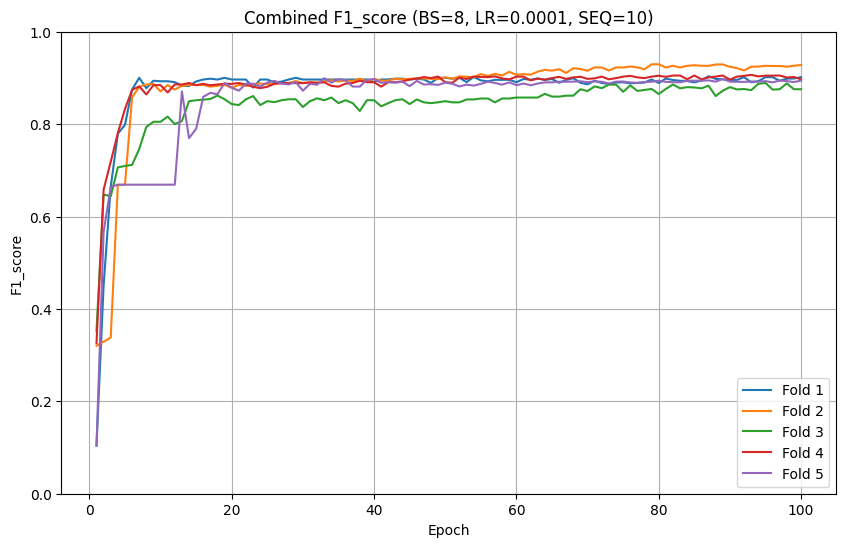 Combined F1_score (BS=8, LR=0.0001, SEQ=10)
F1_score
1.0
0.8
0.6
0.4
0.2
0.0
0 20 40 60 80 100
Epoch
Fold 1
Fold 2
Fold 3
Fold 4
Fold 5